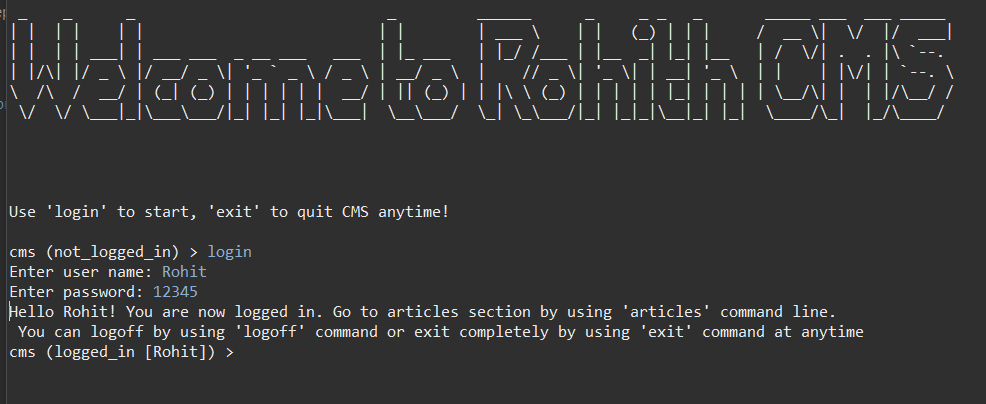 Welcome to Rohith CMS
Use 'login' to start, 'exit' to quit CMS anytime!
cms (not_logged_in) > login
Enter user name: Rohit
Enter password: 12345
Hello Rohit! You are now logged in. Go to articles section by using 'articles' command line.
You can logoff by using 'logoff' command or exit completely by using 'exit' command at anytime
cms (logged_in [Rohit]) >